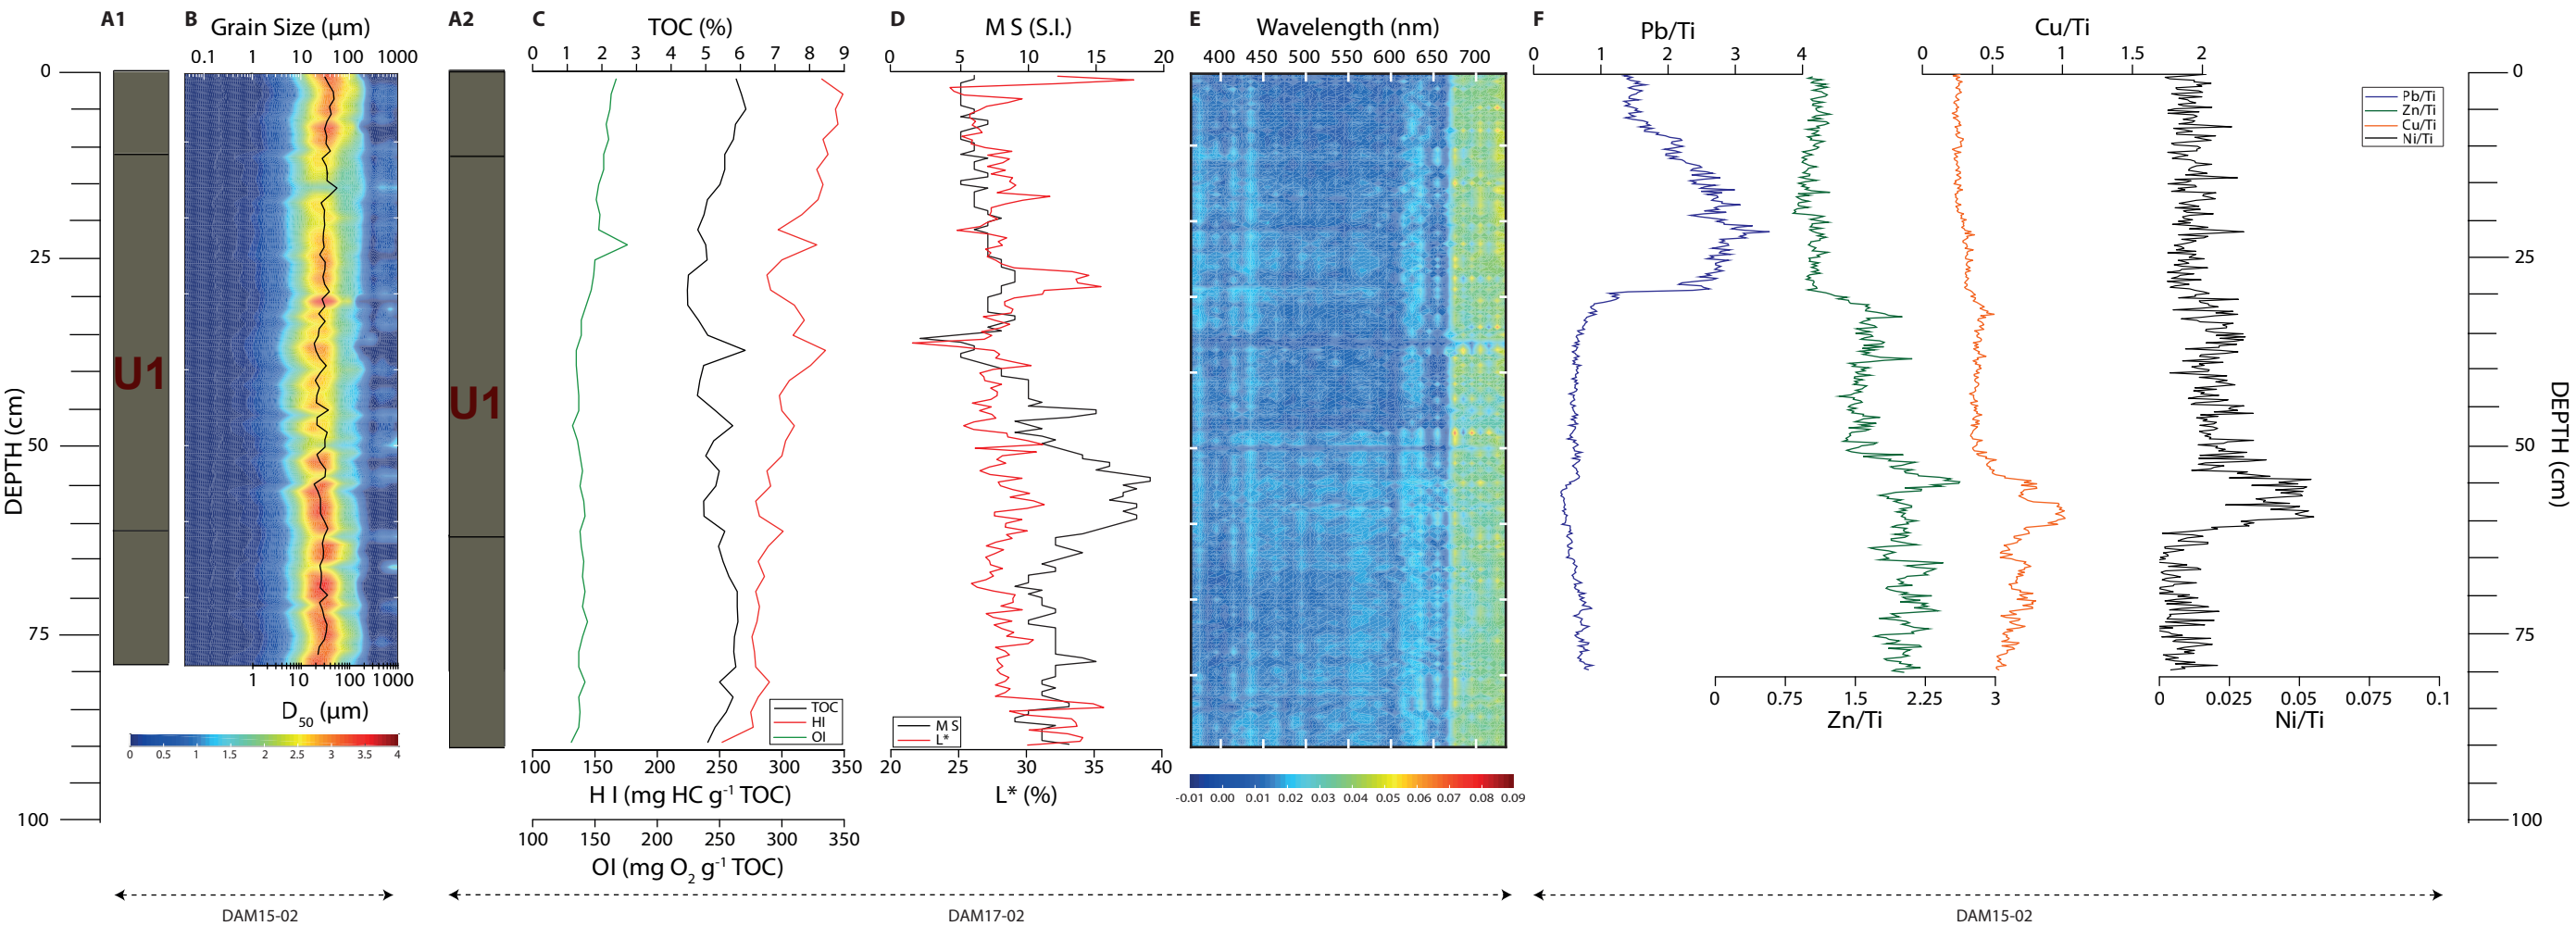 A1
B
Grain Size (µm)
0.1 1 10 100 1000
A2
C
TOC (%)
0 1 2 3 4 5 6 7 8 9
D
M S (S.I.)
0 5 10 15 20
E
Wavelength (nm)
400 450 500 550 600 650 700
F
Pb/Ti
0 1 2 3 4
Cu/Ti
0 0.5 1 1.5 2
DEPTH (cm)
0
25
50
75
100
U1
U1
1 10 100 1000
D50 (µm)
0 0.5 1 1.5 2 2.5 3 3.5 4
TOC
HI
OI
100 150 200 250 300 350
H I (mg HC g-1 TOC)
100 150 200 250 300 350
OI (mg O2 g-1 TOC)
M S
L*
20 25 30 35 40
L* (%)
-0.01 0.00 0.01 0.02 0.03 0.04 0.05 0.06 0.07 0.08 0.09
Pb/Ti
Zn/Ti
Cu/Ti
Ni/Ti
0 0.75 1.5 2.25 3
Zn/Ti
0 0.025 0.05 0.075 0.1
Ni/Ti
0
25
50
75
100
DEPTH (cm)
DAM15-02
DAM17-02
DAM15-02